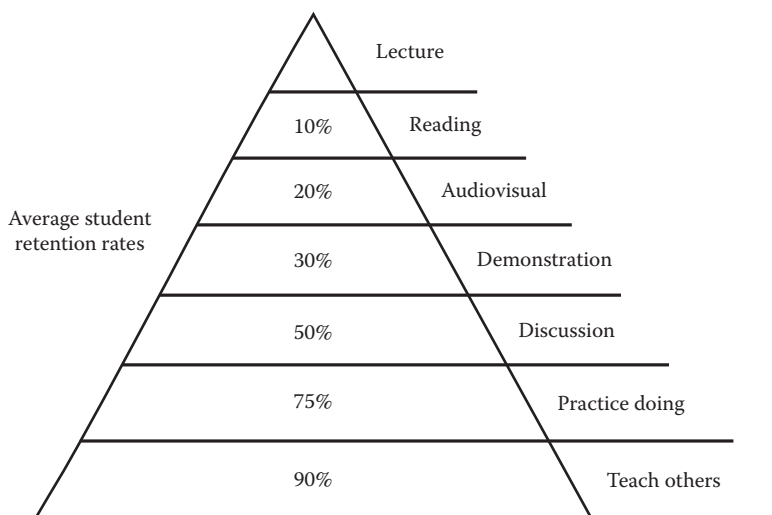 Lecture
10% Reading
20% Audiovisual
Average student
retention rates
30% Demonstration
50% Discussion
75% Practice doing
90% Teach others